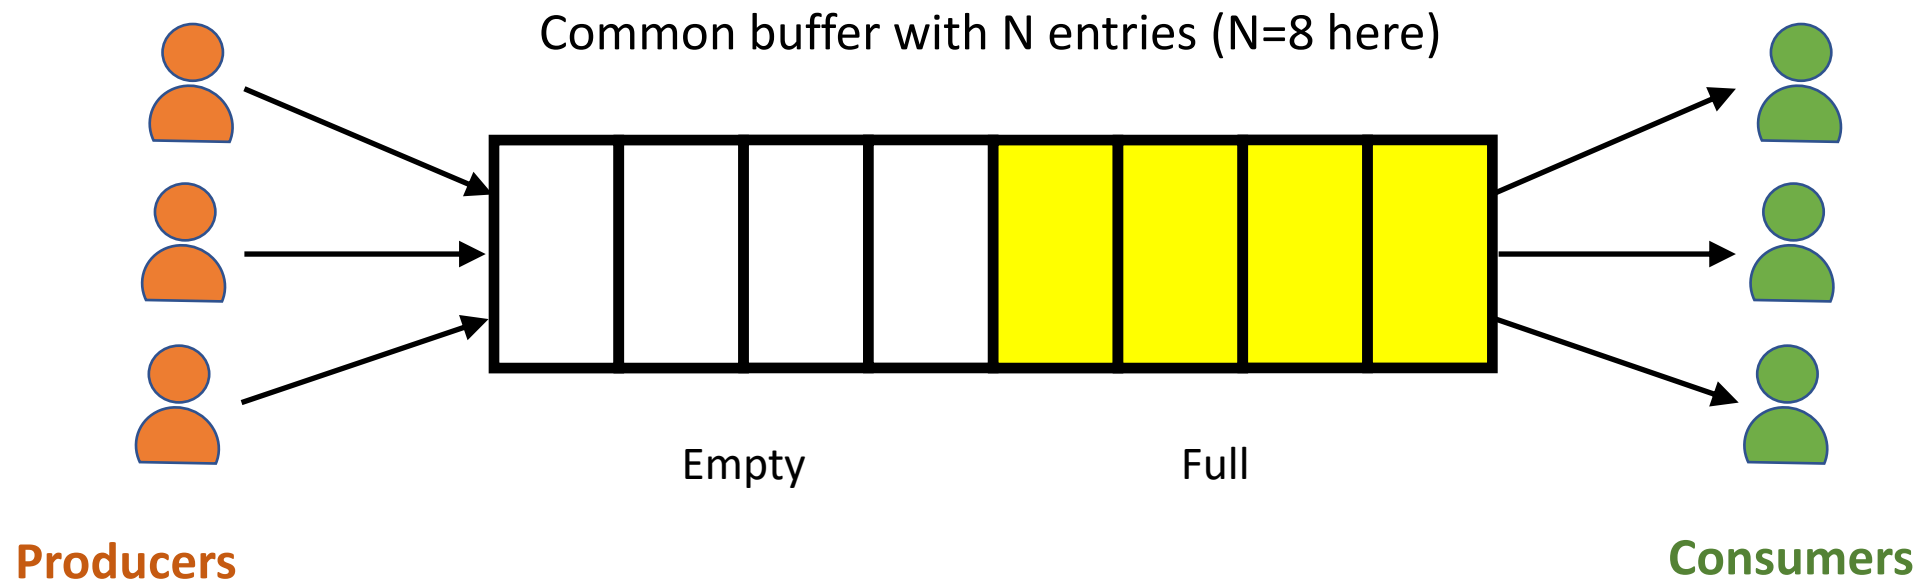 Common buffer with N entries (N=8 here)
Empty
Full
Producers
Consumers